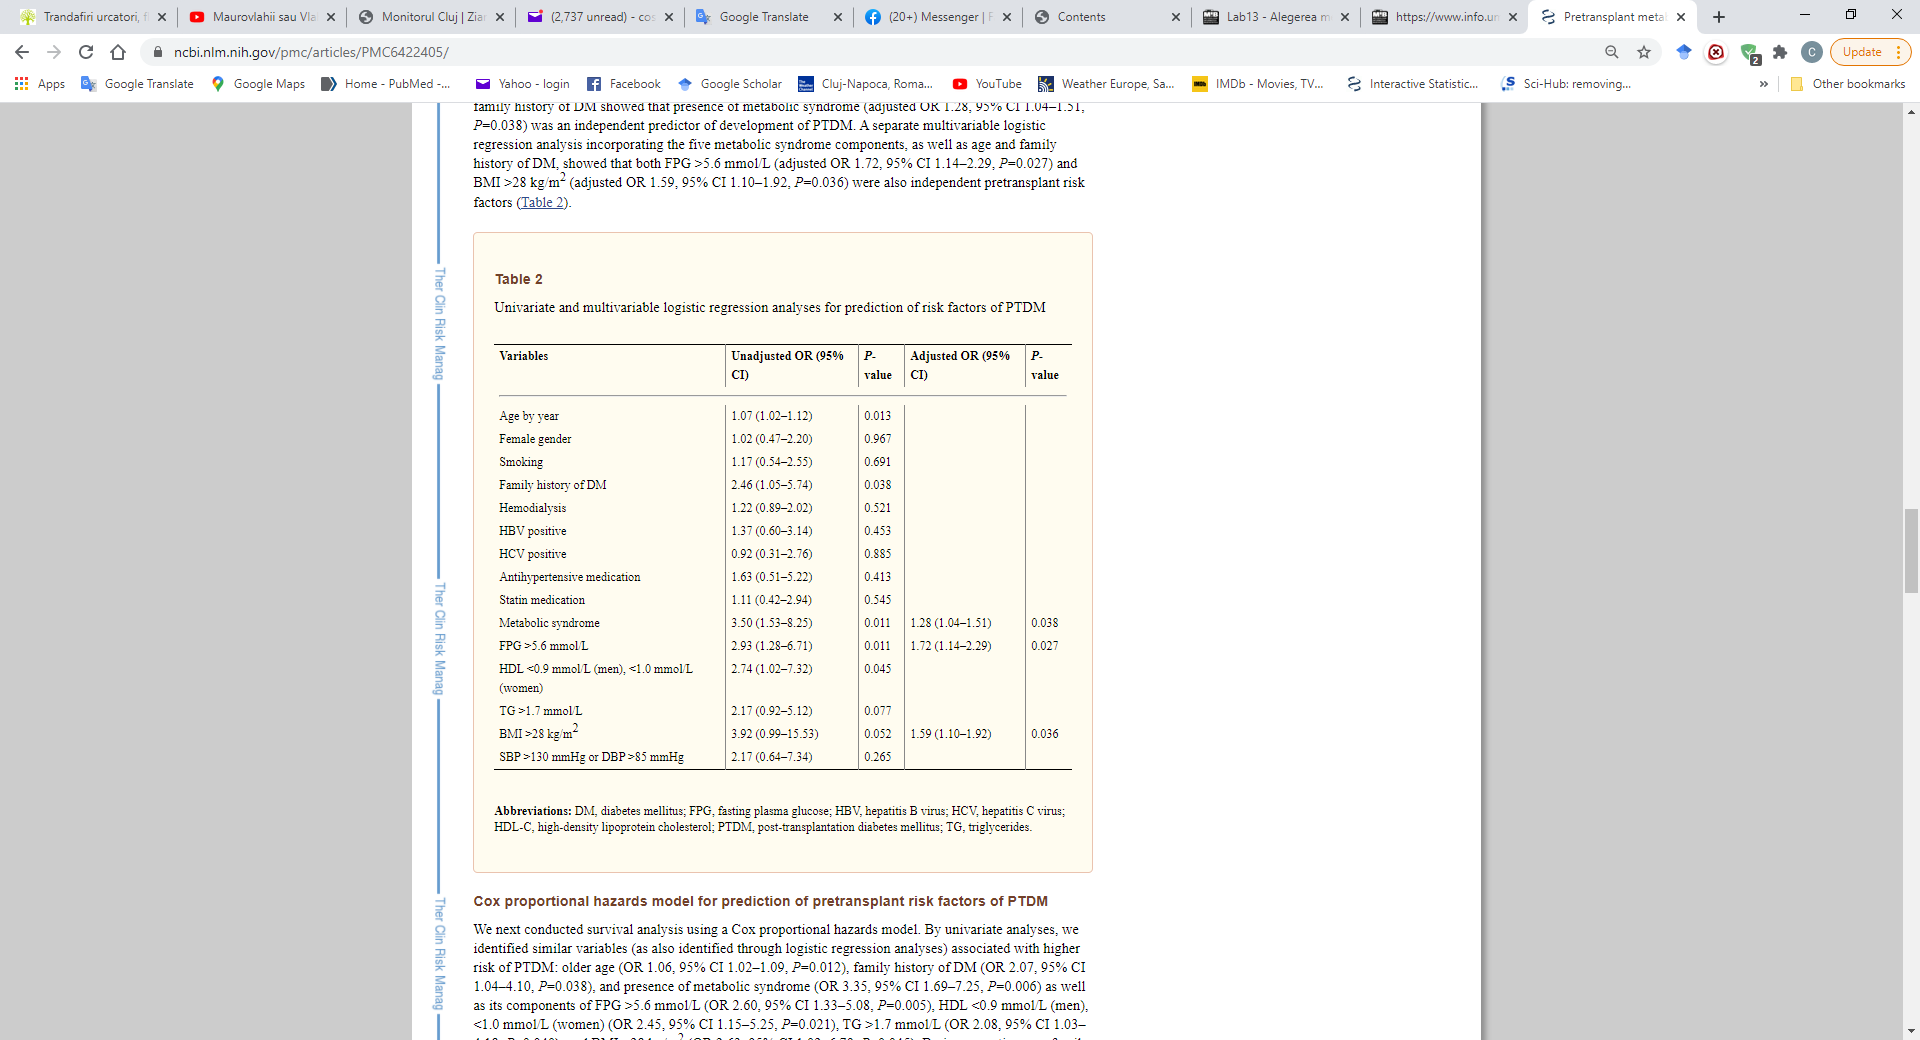 Trandafiri urcatori, fl
Maurovlahii sau Vla
Monitorul Cluj | Ziar
(2,737 unread) - cos
Google Translate
(20+) Messenger | F
Contents
Lab13 - Alegerea m
https://www.info.um
Pretransplant meta
ncbi.nlm.nih.gov/pmc/articles/PMC6422405/
Update
Apps
Google Translate
Google Maps
Home - PubMed -...
Yahoo - login
Facebook
Google Scholar
Cluj-Napoca, Roma...
YouTube
Weather Europe, Sa...
IMDb - Movies, TV...
Interactive Statistic...
Sci-Hub: removing...
» Other bookmarks
family history of DM showed that presence of metabolic syndrome (adjusted OR 1.28, 95% CI 1.04–1.51,
P=0.038) was an independent predictor of development of PTDM. A separate multivariable logistic
regression analysis incorporating the five metabolic syndrome components, as well as age and family
history of DM, showed that both FPG >5.6 mmol/L (adjusted OR 1.72, 95% CI 1.14–2.29, P=0.027) and
BMI >28 kg/m2 (adjusted OR 1.59, 95% CI 1.10–1.92, P=0.036) were also independent pretransplant risk
factors (Table 2).
Ther Clin Risk Manag
Ther Clin Risk Manag
Ther Clin Risk Manag
Table 2
Univariate and multivariable logistic regression analyses for prediction of risk factors of PTDM
Variables Unadjusted OR (95% P- Adjusted OR (95% P-
CI) value CI) value
Age by year 1.07 (1.02–1.12) 0.013
Female gender 1.02 (0.47–2.20) 0.967
Smoking 1.17 (0.54–2.55) 0.691
Family history of DM 2.46 (1.05–5.74) 0.038
Hemodialysis 1.22 (0.89–2.02) 0.521
HBV positive 1.37 (0.60–3.14) 0.453
HCV positive 0.92 (0.31–2.76) 0.885
Antihypertensive medication 1.63 (0.51–5.22) 0.413
Statin medication 1.11 (0.42–2.94) 0.545
Metabolic syndrome 3.50 (1.53–8.25) 0.011 1.28 (1.04–1.51) 0.038
FPG >5.6 mmol/L 2.93 (1.28–6.71) 0.011 1.72 (1.14–2.29) 0.027
HDL <0.9 mmol/L (men), <1.0 mmol/L 2.74 (1.02–7.32) 0.045
(women)
TG >1.7 mmol/L 2.17 (0.92–5.12) 0.077
BMI >28 kg/m2 3.92 (0.99–15.53) 0.052 1.59 (1.10–1.92) 0.036
SBP >130 mmHg or DBP >85 mmHg 2.17 (0.64–7.34) 0.265
Abbreviations: DM, diabetes mellitus; FPG, fasting plasma glucose; HBV, hepatitis B virus; HCV, hepatitis C virus;
HDL-C, high-density lipoprotein cholesterol; PTDM, post-transplantation diabetes mellitus; TG, triglycerides.
Cox proportional hazards model for prediction of pretransplant risk factors of PTDM
We next conducted survival analysis using a Cox proportional hazards model. By univariate analyses, we
identified similar variables (as also identified through logistic regression analyses) associated with higher
risk of PTDM: older age (OR 1.06, 95% CI 1.02–1.09, P=0.012), family history of DM (OR 2.07, 95% CI
1.04–4.10, P=0.038), and presence of metabolic syndrome (OR 3.35, 95% CI 1.69–7.25, P=0.006) as well
as its components of FPG >5.6 mmol/L (OR 2.60, 95% CI 1.33–5.08, P=0.005), HDL <0.9 mmol/L (men),
<1.0 mmol/L (women) (OR 2.45, 95% CI 1.15–5.25, P=0.021), TG >1.7 mmol/L (OR 2.08, 95% CI 1.03–